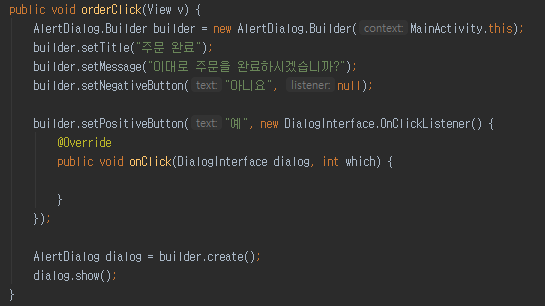 public void orderClick(View v) {
AlertDialog.Builder builder = new AlertDialog.Builder( context: MainActivity.this);
builder.setTitle("주문 완료");
builder.setMessage("이대로 주문을 완료하시겠습니까?");
builder.setNegativeButton( text: "아니요", listener: null);
builder.setPositiveButton( text: "예", new DialogInterface.OnClickListener() {
@Override
public void onClick(DialogInterface dialog, int which) {
}
});
AlertDialog dialog = builder.create();
dialog.show();
}